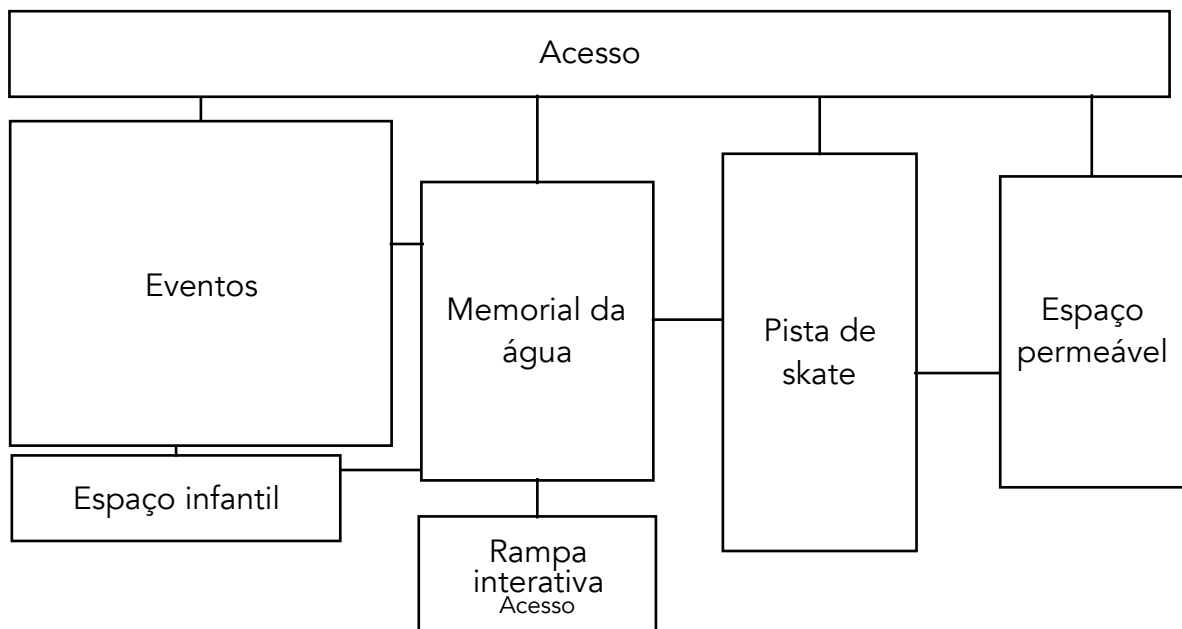 Acesso
Eventos
Memorial da
água
Pista de
skate
Espaço
permeável
Espaço infantil
Rampa
interativa
Acesso